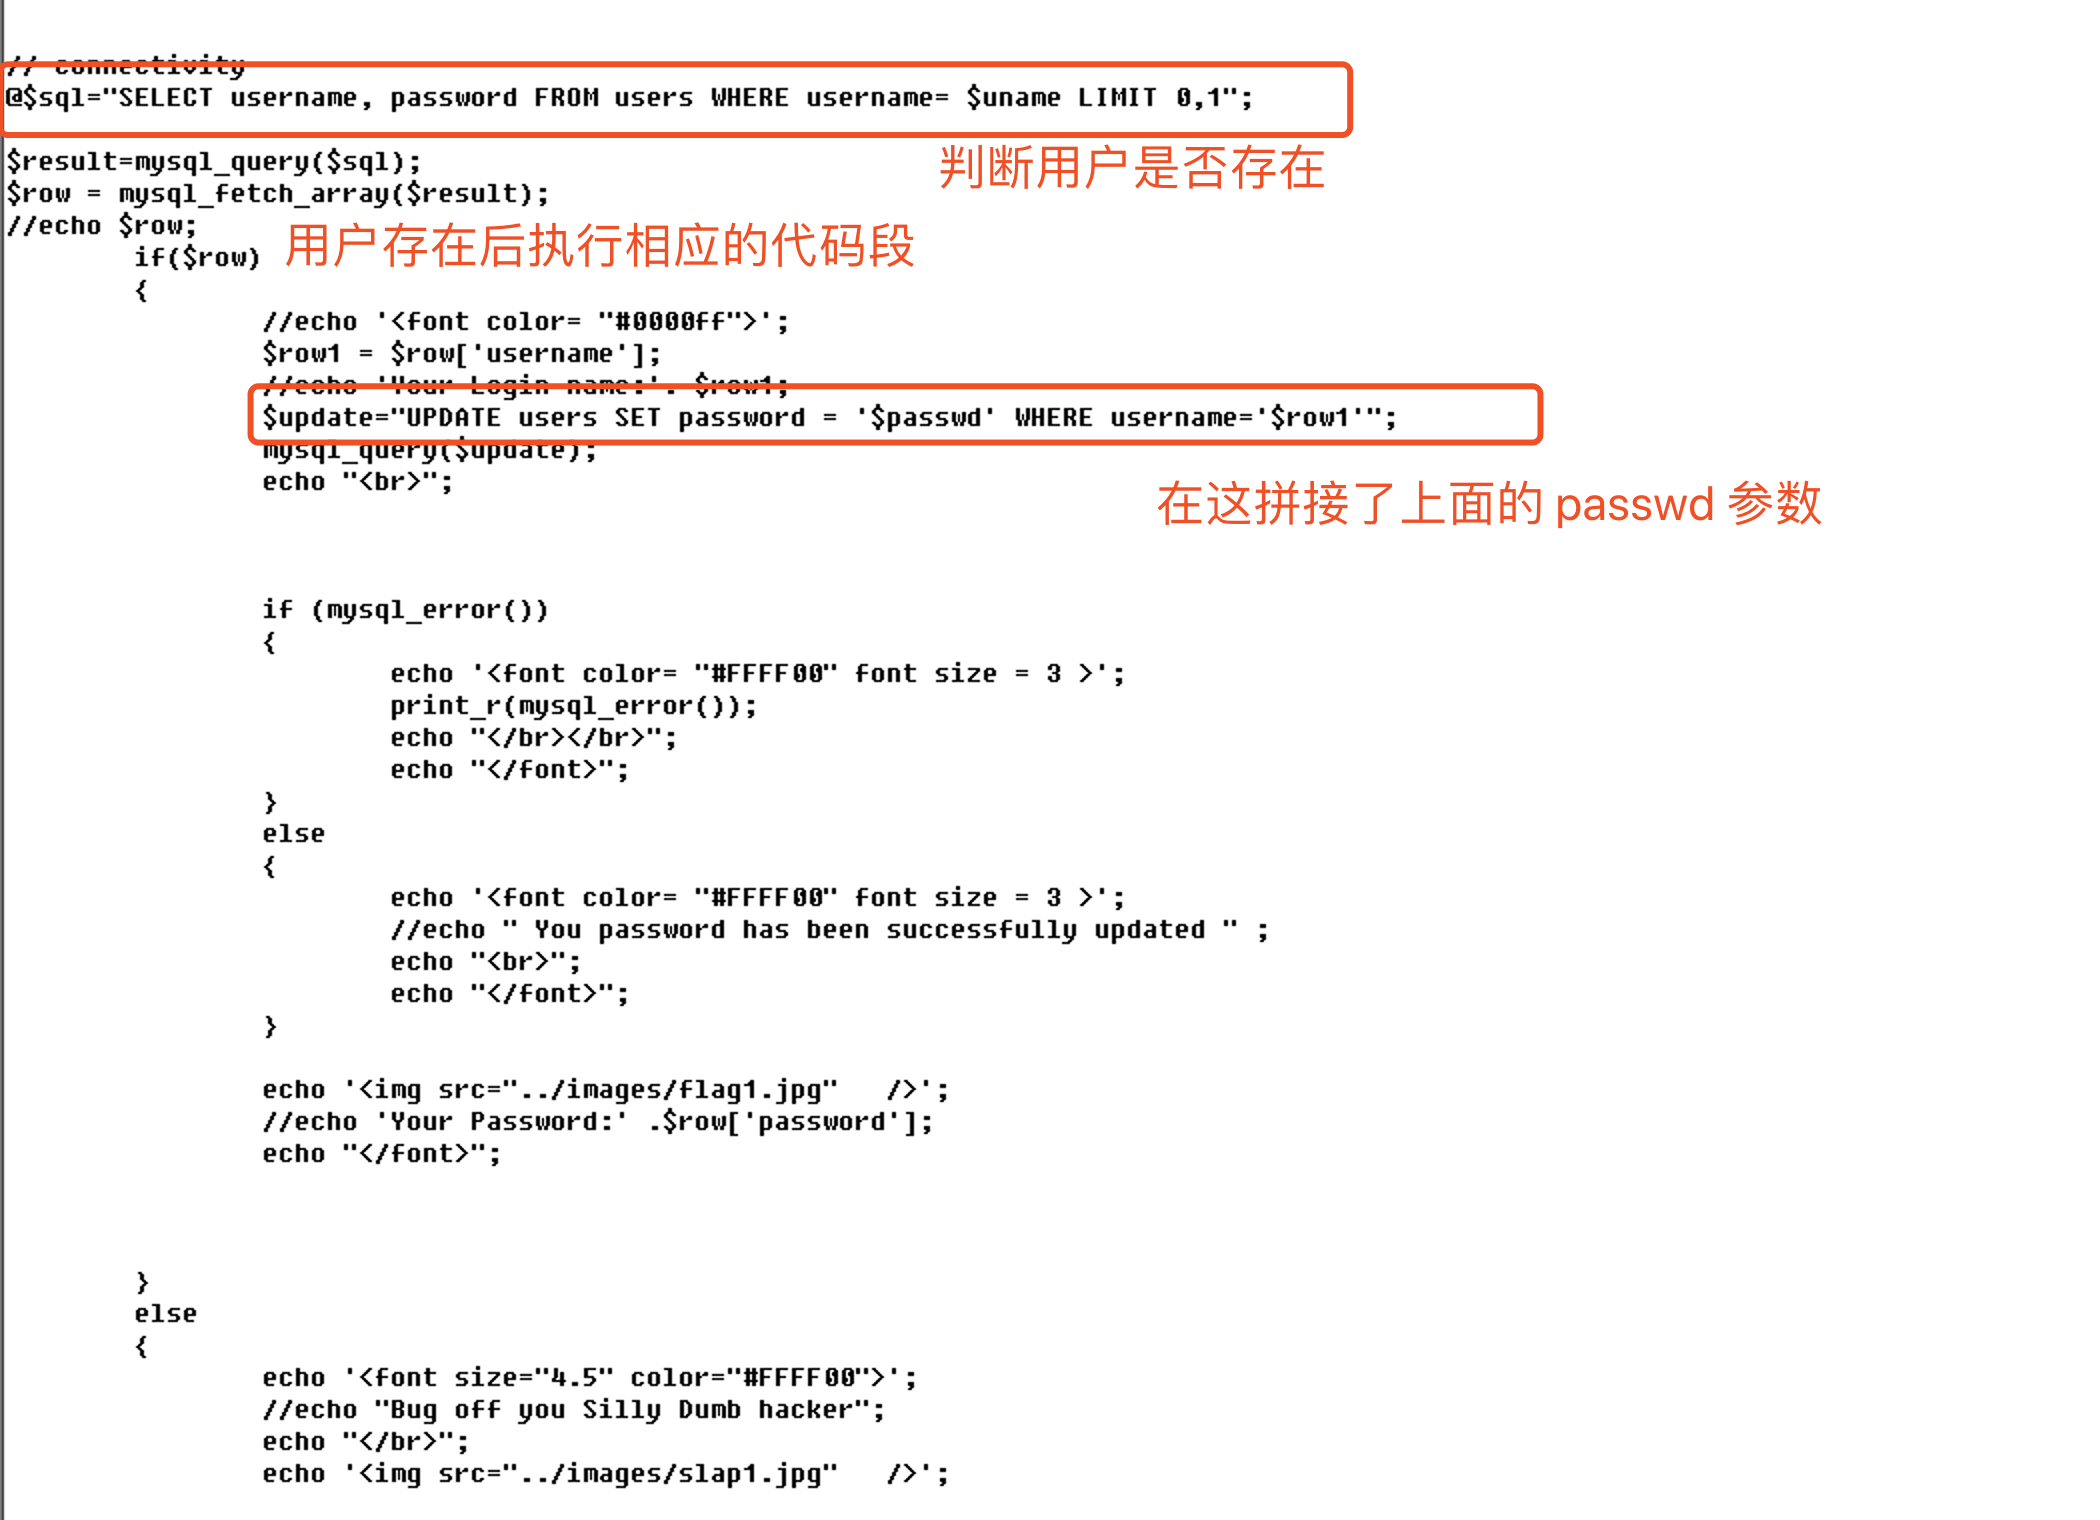 // connectivity
@$sql="SELECT username, password FROM users WHERE username= $uname LIMIT 0,1";
判断用户是否存在
$result=mysql_query($sql);
$row = mysql_fetch_array($result);
//echo $row;
用户存在后执行相应的代码段
if($row)
{
//echo '<font color= "#0000ff">';
$row1 = $row['username'];
//echo 'Your Login name:'. $row1;
$update="UPDATE users SET password = '$passwd' WHERE username='$row1'";
mysql_query($update);
echo "<br>";
在这拼接了上面的 passwd 参数
if (mysql_error())
{
echo '<font color= "#FFFF00" font size = 3 >';
print_r(mysql_error());
echo "</br></br>";
echo "</font>";
}
else
{
echo '<font color= "#FFFF00" font size = 3 >';
//echo " You password has been successfully updated " ;
echo "<br>";
echo "</font>";
}
echo '<img src="../images/flag1.jpg"   />';
//echo 'Your Password:' .$row['password'];
echo "</font>";
}
else
{
echo '<font size="4.5" color="#FFFF00">';
//echo "Bug off you Silly Dumb hacker";
echo "</br>";
echo '<img src="../images/slap1.jpg"   />';